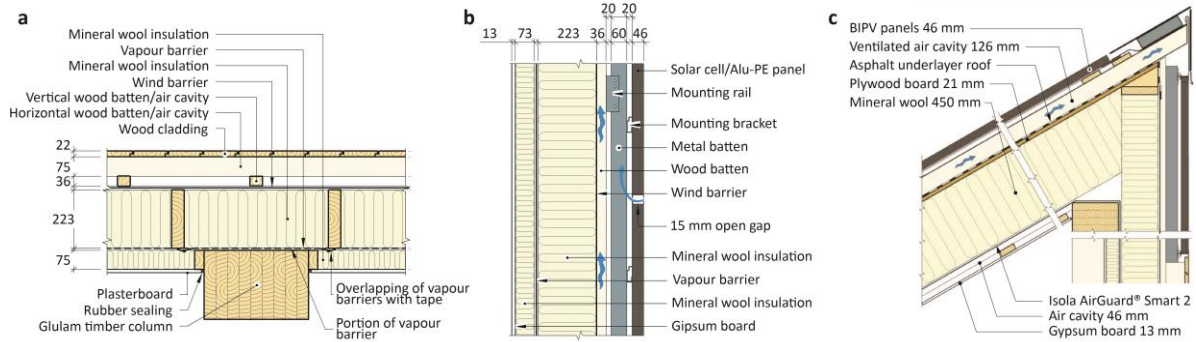 a
Mineral wool insulation
Vapour barrier
Mineral wool insulation
Wind barrier
Vertical wood batten/air cavity
Horizontal wood batten/air cavity
Wood cladding
22
75
36
223
75
Plasterboard
Rubber sealing
Glulam timber column
Overlapping of vapour
barriers with tape
Portion of vapour
barrier
b
20 20
13 73 223 36 60 46
Solar cell/Alu-PE panel
Mounting rail
Mounting bracket
Metal batten
Wood batten
Wind barrier
15 mm open gap
Mineral wool insulation
Vapour barrier
Mineral wool insulation
Gipsum board
c
BIPV panels 46 mm
Ventilated air cavity 126 mm
Asphalt underlayer roof
Plywood board 21 mm
Mineral wool 450 mm
Isola AirGuard® Smart 2
Air cavity 46 mm
Gypsum board 13 mm